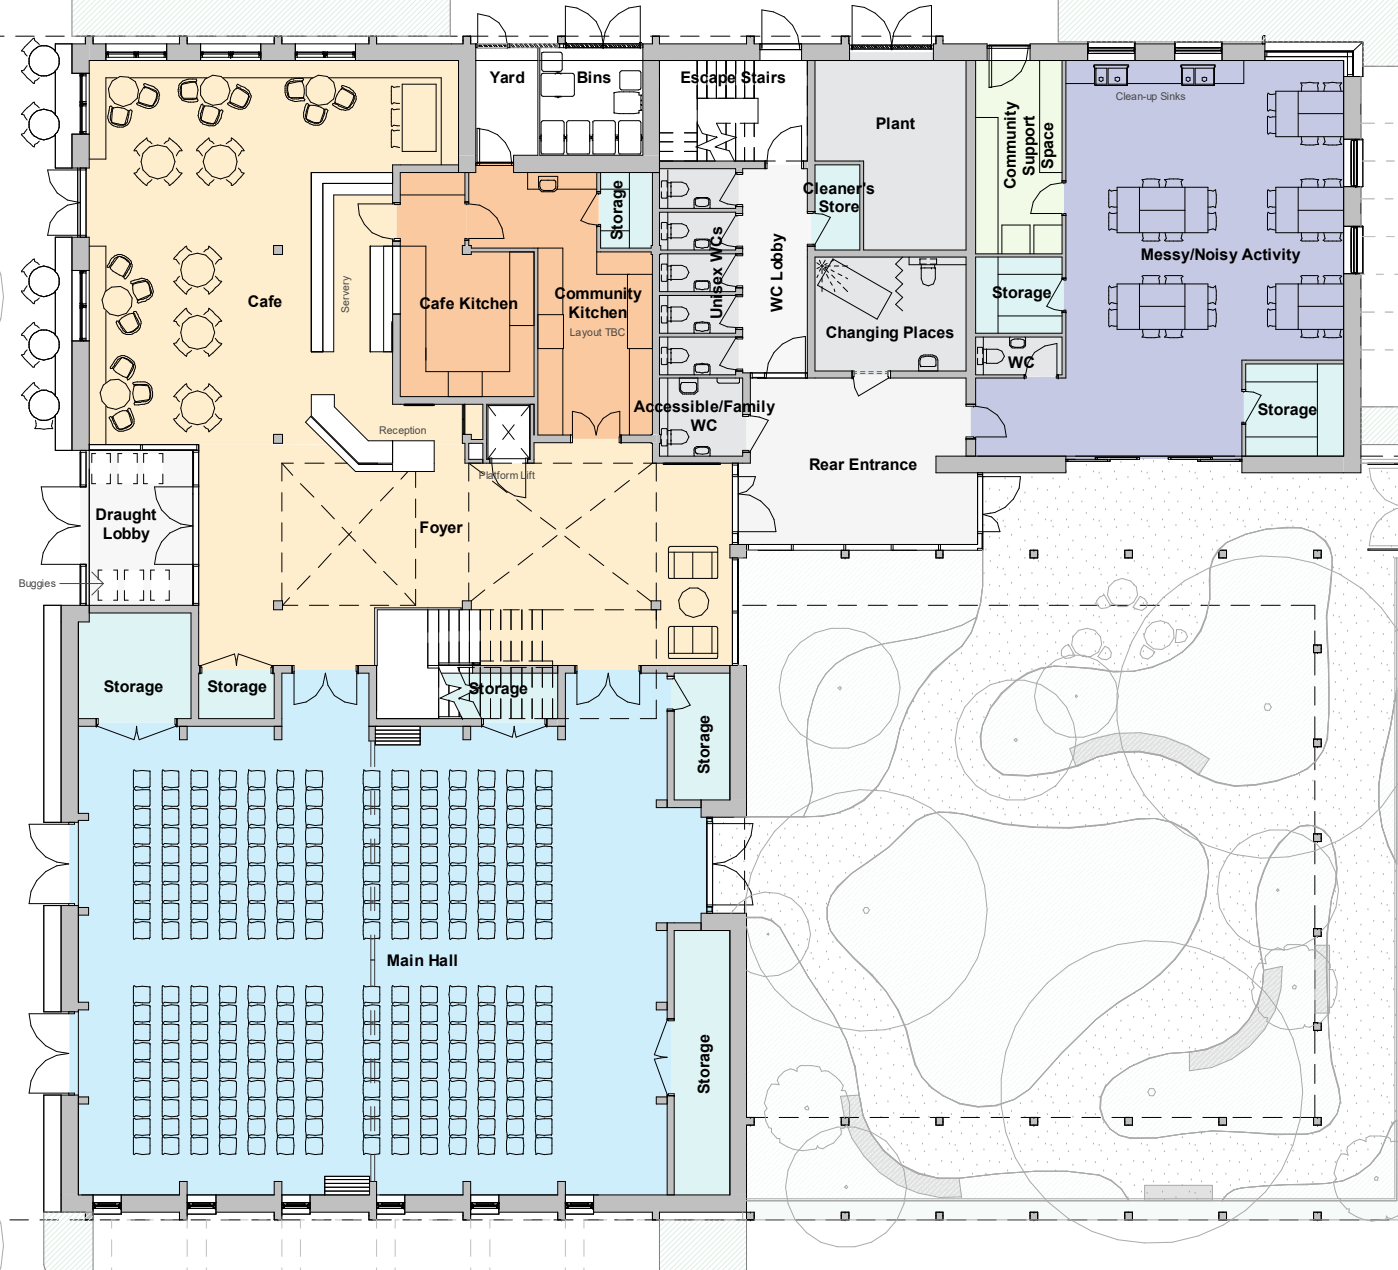 Yard
Bins
Escape Stairs
Plant
Community
Support
Space
Clean-up Sinks
Cleaner's
Store
Storage
Unisex WCs
WC Lobby
Messy/Noisy Activity
Cafe
Servery
Cafe Kitchen
Community
Kitchen
Layout TBC
Changing Places
Storage
WC
Accessible/Family
WC
Storage
Reception
Rear Entrance
Platform Lift
Draught
Lobby
Foyer
Buggies
Storage
Storage
Storage
Storage
Main Hall
Storage